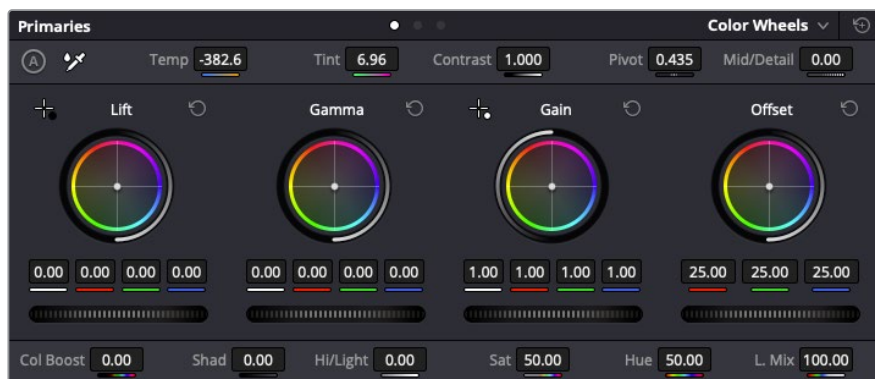 Primaries Color Wheels
A Temp -382.6 Tint 6.96 Contrast 1.000 Pivot 0.435 Mid/Detail 0.00
Lift Gamma Gain Offset
0.00 0.00 0.00 0.00 0.00 0.00 0.00 0.00 1.00 1.00 1.00 1.00 25.00 25.00 25.00
Col Boost 0.00 Shad 0.00 Hi/Light 0.00 Sat 50.00 Hue 50.00 L. Mix 100.00